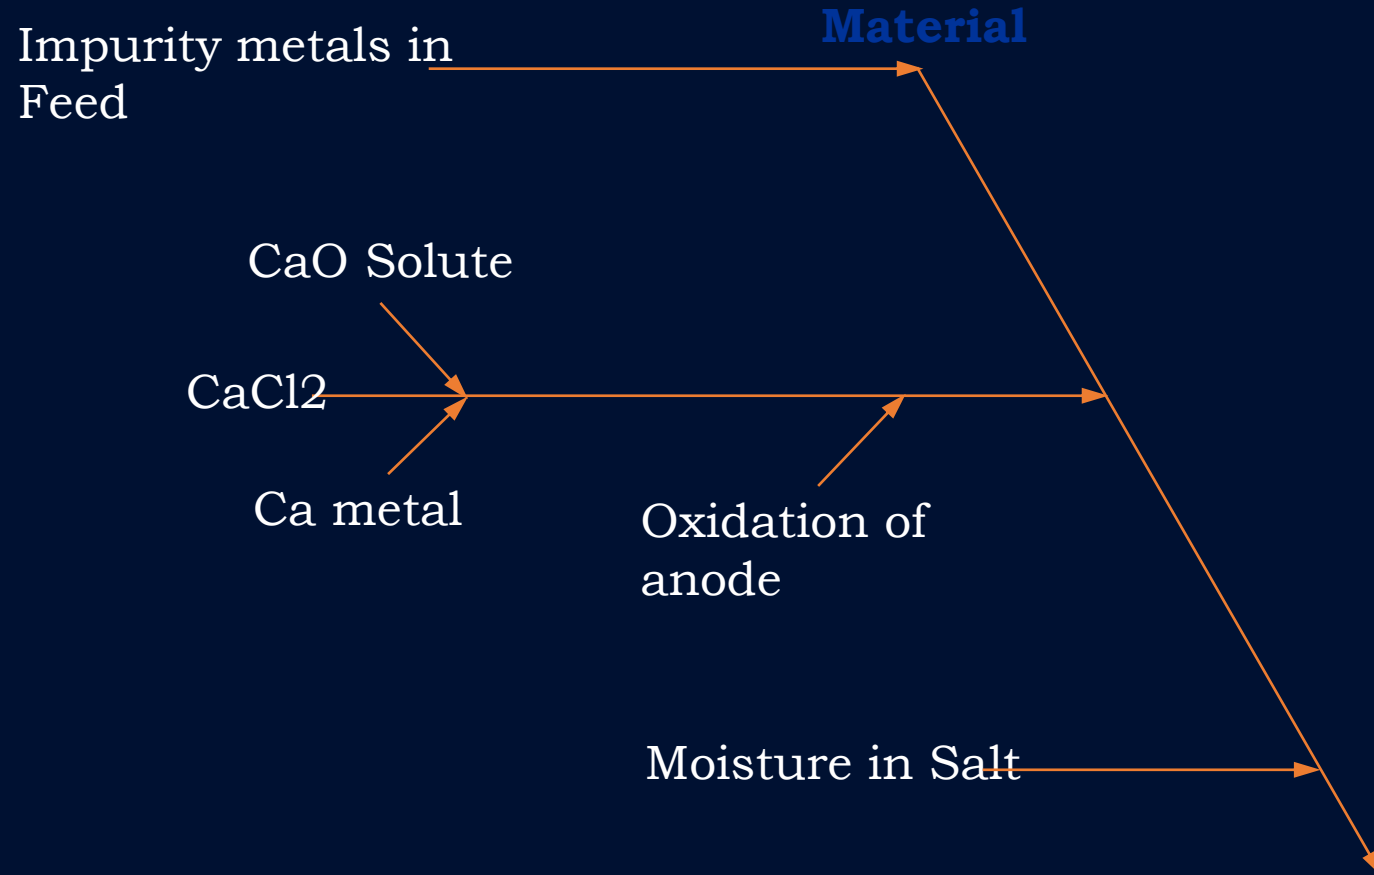 Material
Impurity metals in
Feed
CaO Solute
CaCl2
Ca metal
Oxidation of
anode
Moisture in Salt